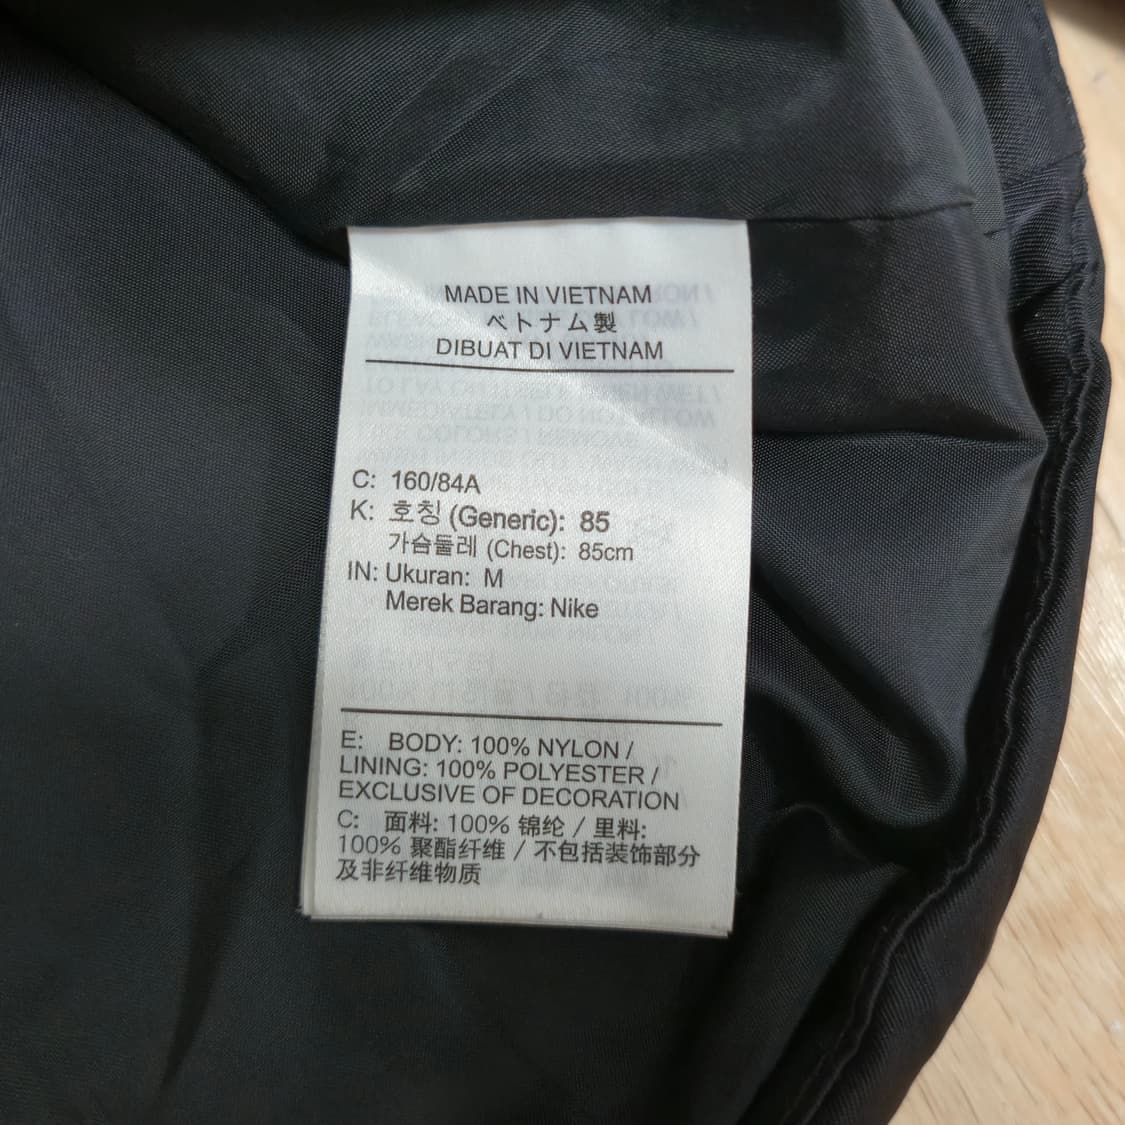 MADE IN VIETNAM
ベトナム製
DIBUAT DI VIETNAM
C: 160/84A
K: 호칭 (Generic): 85
가슴둘레 (Chest): 85cm
IN: Ukuran: M
Merek Barang: Nike
E: BODY: 100% NYLON /
LINING: 100% POLYESTER /
EXCLUSIVE OF DECORATION
C: 面料: 100% 锦纶 / 里料:
100% 聚酯纤维 / 不包括装饰部分
及非纤维物质